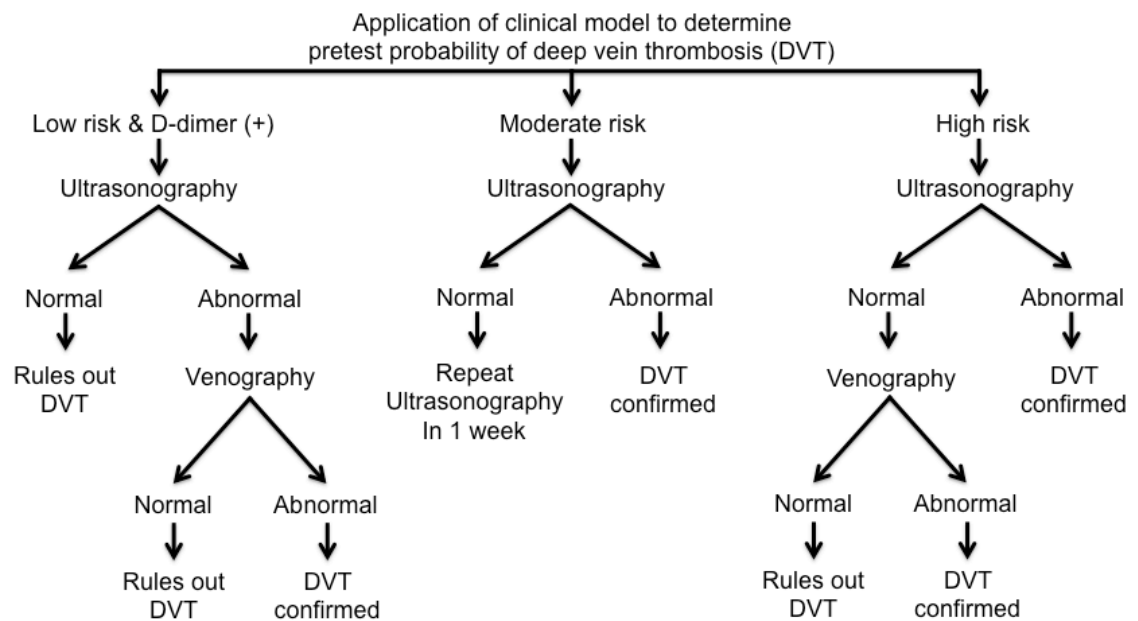 Application of clinical model to determine
pretest probability of deep vein thrombosis (DVT)
Low risk & D-dimer (+)
Moderate risk
High risk
Ultrasonography
Ultrasonography
Ultrasonography
Normal
Abnormal
Normal
Abnormal
Normal
Abnormal
Rules out
DVT
Venography
Repeat
Ultrasonography
In 1 week
DVT
confirmed
Venography
DVT
confirmed
Normal
Abnormal
Normal
Abnormal
Rules out
DVT
DVT
confirmed
Rules out
DVT
DVT
confirmed